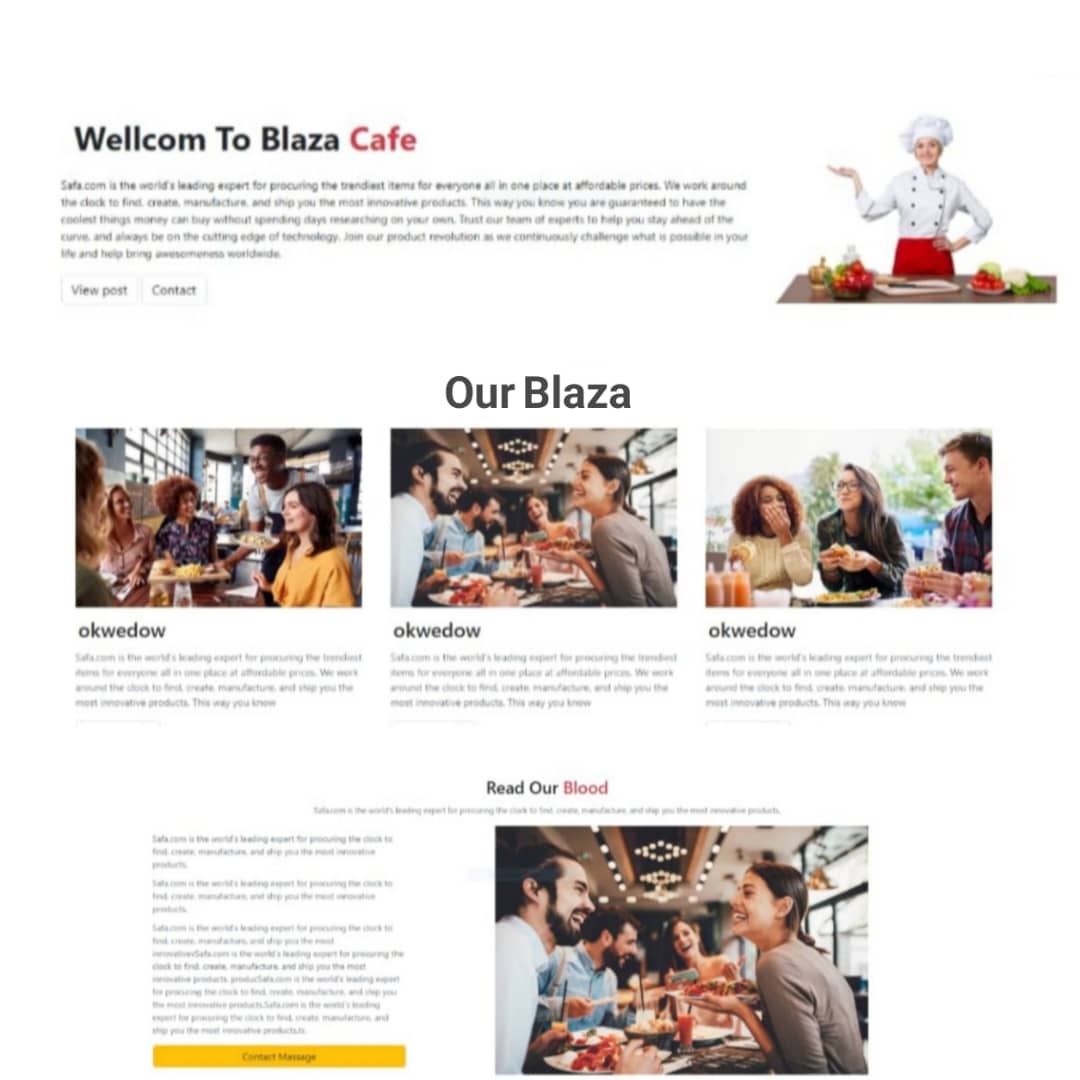 Wellcom To Blaza Cafe
Safa.com is the world's leading expert for procuring the trendiest items for everyone all in one place at affordable prices. We work around
the clock to find, create, manufacture, and ship you the most innovative products. This way you know you are guaranteed to have the
coolest things money can buy without spending days researching on your own. Trust our team of experts to help you stay ahead of the
curve, and always be on the cutting edge of technology. Join our product revolution as we continuously challenge what is possible in your
life and help bring awesomeness worldwide.
View post Contact
Our Blaza
okwedow
Safa.com is the world's leading expert for procuring the trendiest
items for everyone all in one place at affordable prices. We work
around the clock to find, create, manufacture, and ship you the
most innovative products. This way you know
okwedow
Safa.com is the world's leading expert for procuring the trendiest
items for everyone all in one place at affordable prices. We work
around the clock to find, create, manufacture, and ship you the
most innovative products. This way you know
okwedow
Safa.com is the world's leading expert for procuring the trendiest
items for everyone all in one place at affordable prices. We work
around the clock to find, create, manufacture, and ship you the
most innovative products. This way you know
Read Our Blood
Safa.com is the world's leading expert for procuring the clock to find, create, manufacture, and ship you the most innovative products.
Safa.com is the world's leading expert for procuring the clock to
find, create, manufacture, and ship you the most innovative
products.
Safa.com is the world's leading expert for procuring the clock to
find, create, manufacture, and ship you the most innovative
products.
Safa.com is the world's leading expert for procuring the clock to
find, create, manufacture, and ship you the most
innovativevSafa.com is the world's leading expert for procuring the
clock to find, create, manufacture, and ship you the most
innovative products. producSafa.com is the world's leading expert
for procuring the clock to find, create, manufacture, and ship you
the most innovative products.Safa.com is the world's leading
expert for procuring the clock to find, create, manufacture, and
ship you the most innovative products.ts
Contact Massage